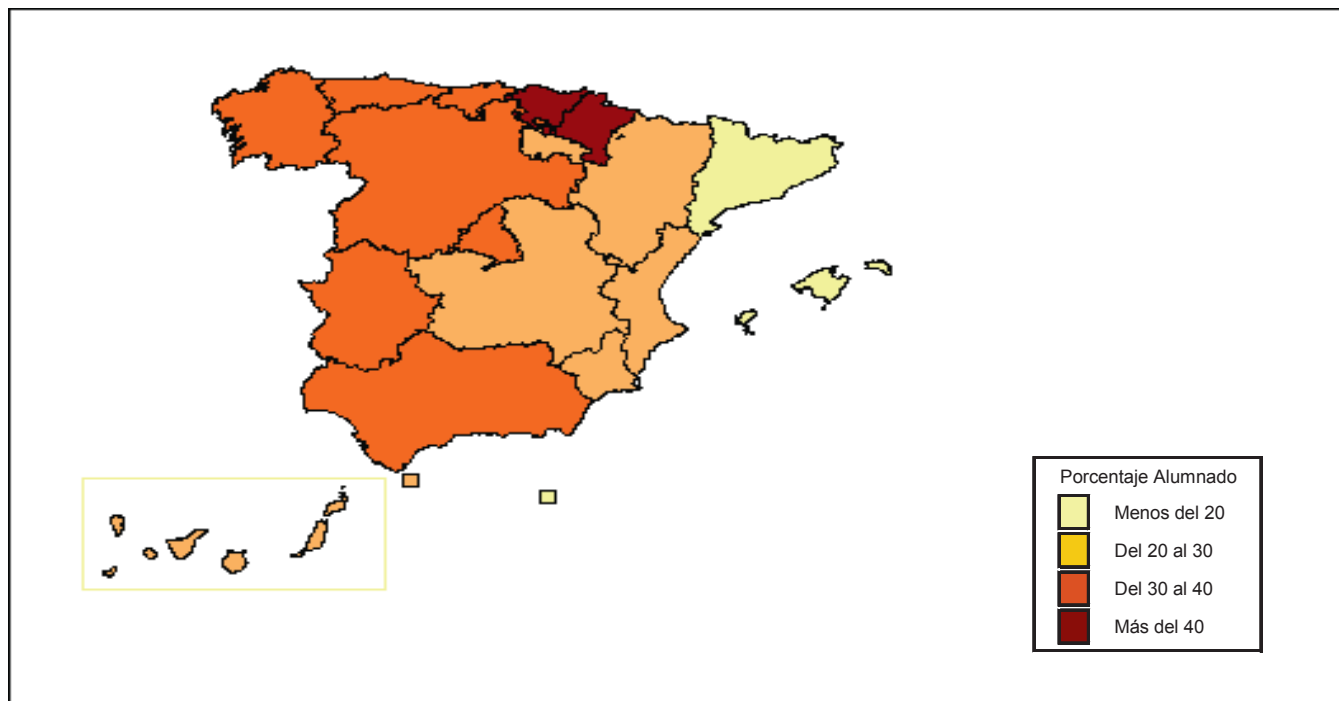 Porcentaje Alumnado
Menos del 20
Del 20 al 30
Del 30 al 40
Más del 40